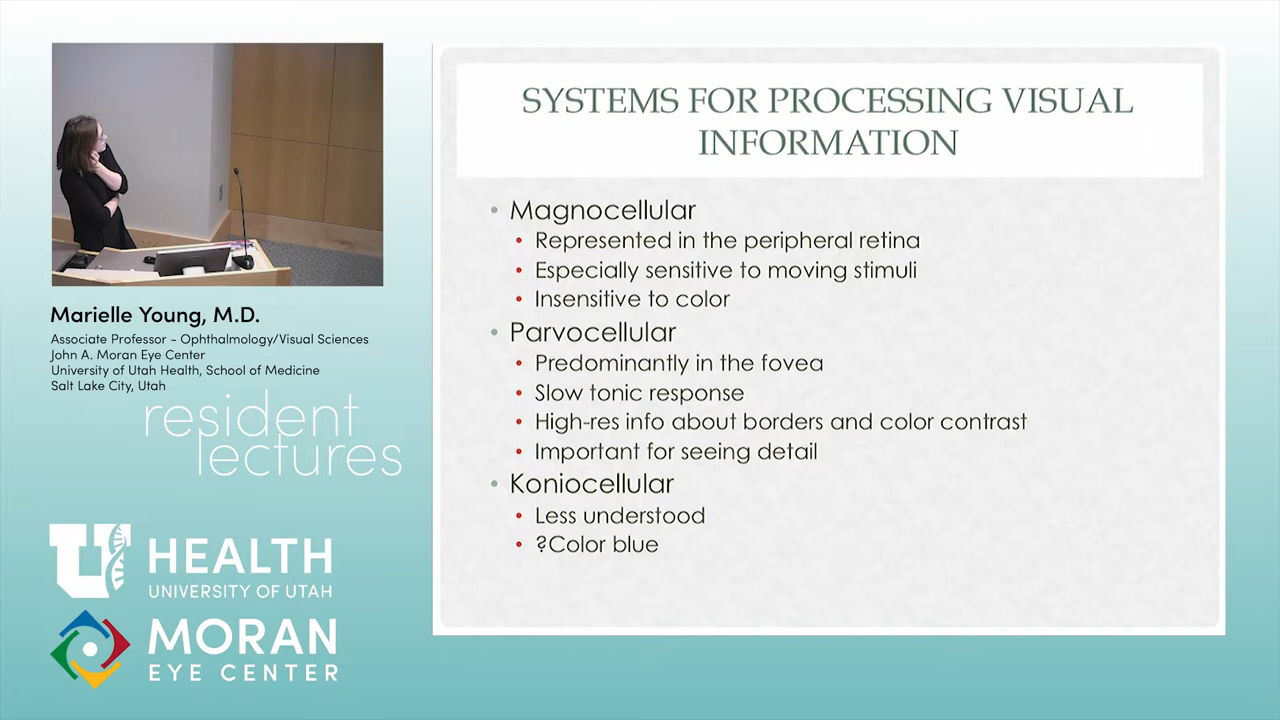 SYSTEMS FOR PROCESSING VISUAL
INFORMATION
• Magnocellular
• Represented in the peripheral retina
• Especially sensitive to moving stimuli
• Insensitive to color
• Parvocellular
• Predominantly in the fovea
• Slow tonic response
• High-res info about borders and color contrast
• Important for seeing detail
• Koniocellular
• Less understood
• ?Color blue
Marielle Young, M.D.
Associate Professor - Ophthalmology/Visual Sciences
John A. Moran Eye Center
University of Utah Health, School of Medicine
Salt Lake City, Utah
resident
lectures
U HEALTH
UNIVERSITY OF UTAH
MORAN
EYE CENTER